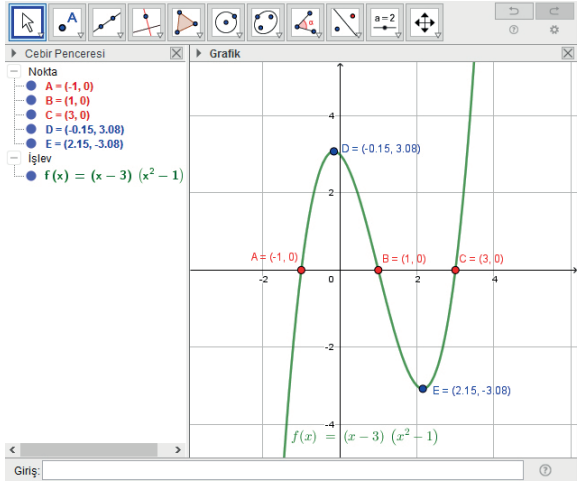 A
α
a=2
Cebir Penceresi
Nokta
A = (-1, 0)
B = (1, 0)
C = (3, 0)
D = (-0.15, 3.08)
E = (2.15, -3.08)
İşlev
f(x) = (x − 3) (x² − 1)
Grafik
4
D = (-0.15, 3.08)
2
A = (-1, 0)
B = (1, 0)
C = (3, 0)
-2
0
2
4
-2
E = (2.15, -3.08)
-4
f(x) = (x−3) (x² −1)
Giriş: